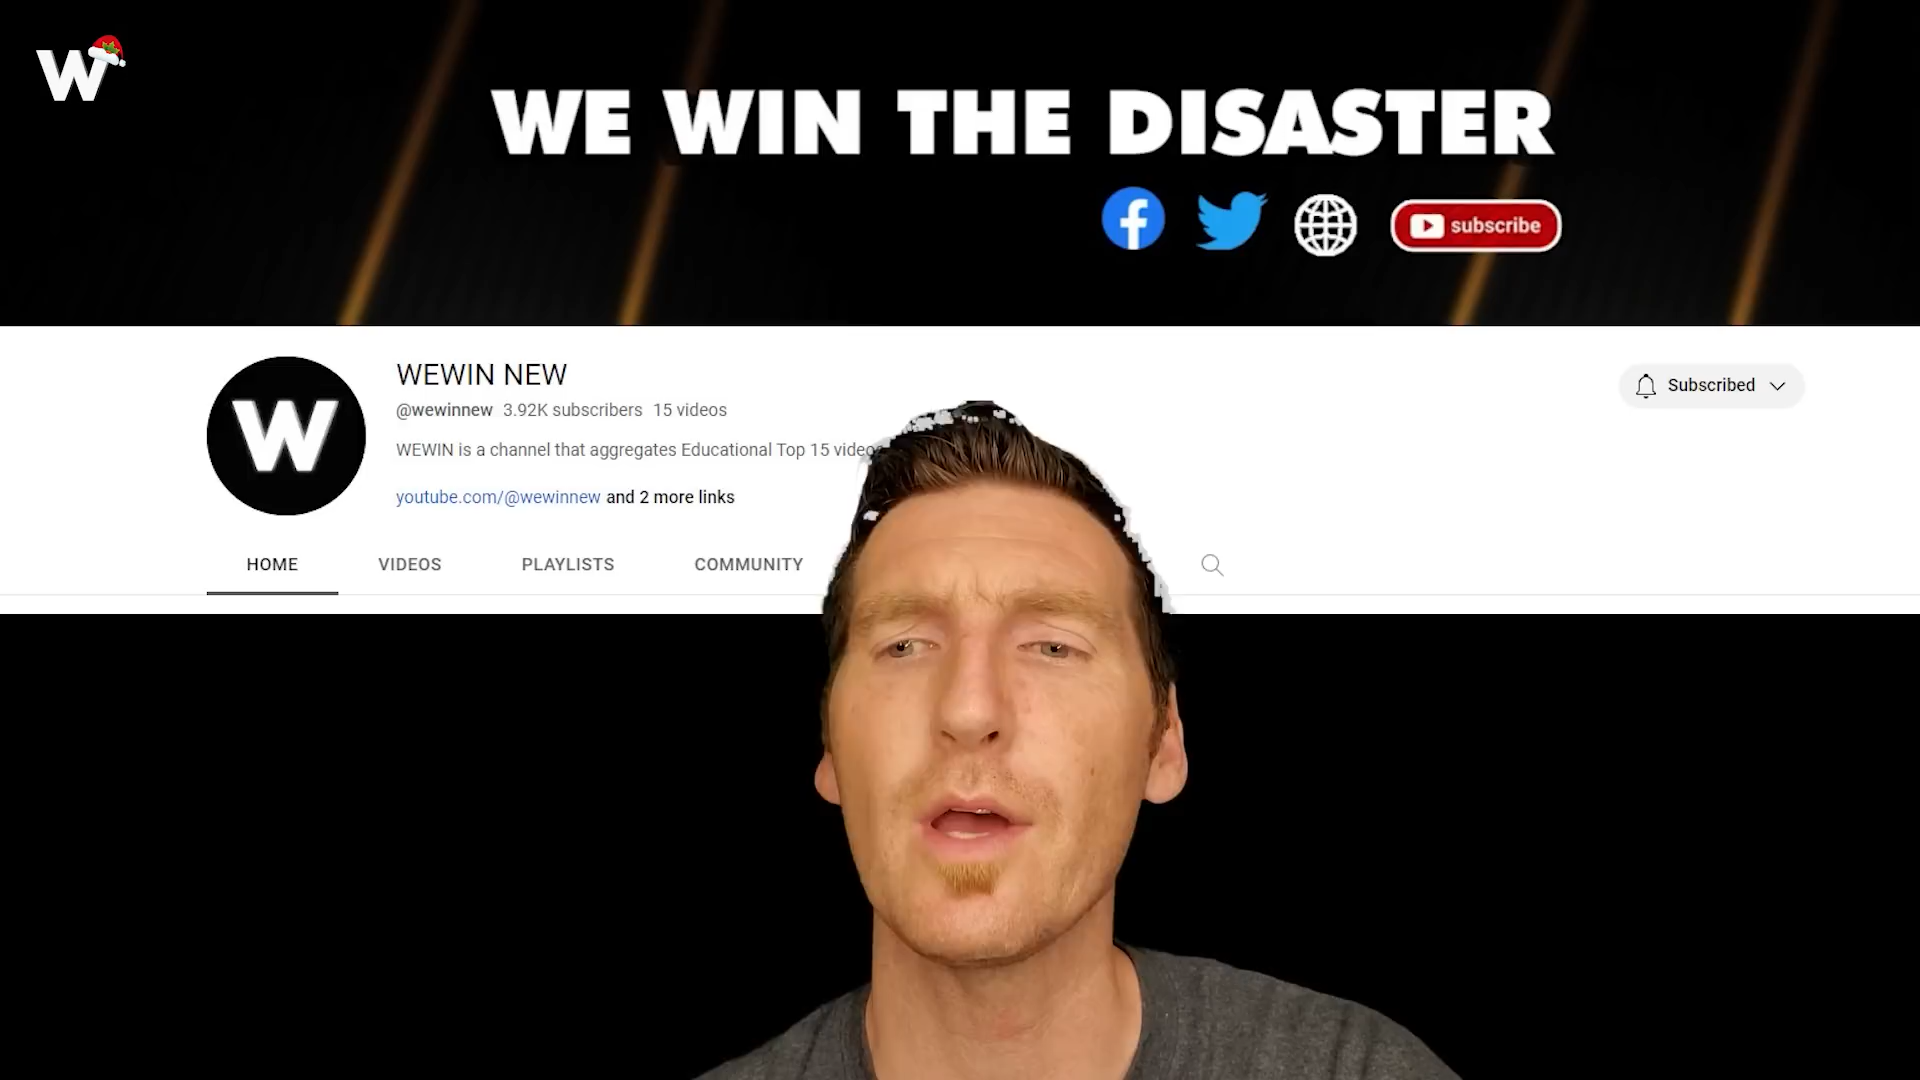 W
WE WIN THE DISASTER
subscribe
W
WEWIN NEW
@wewinnew 3.92K subscribers 15 videos
WEWIN is a channel that aggregates Educational Top 15
youtube.com/@wewinnew and 2 more links
Subscribed
HOME VIDEOS PLAYLISTS COMMUNITY